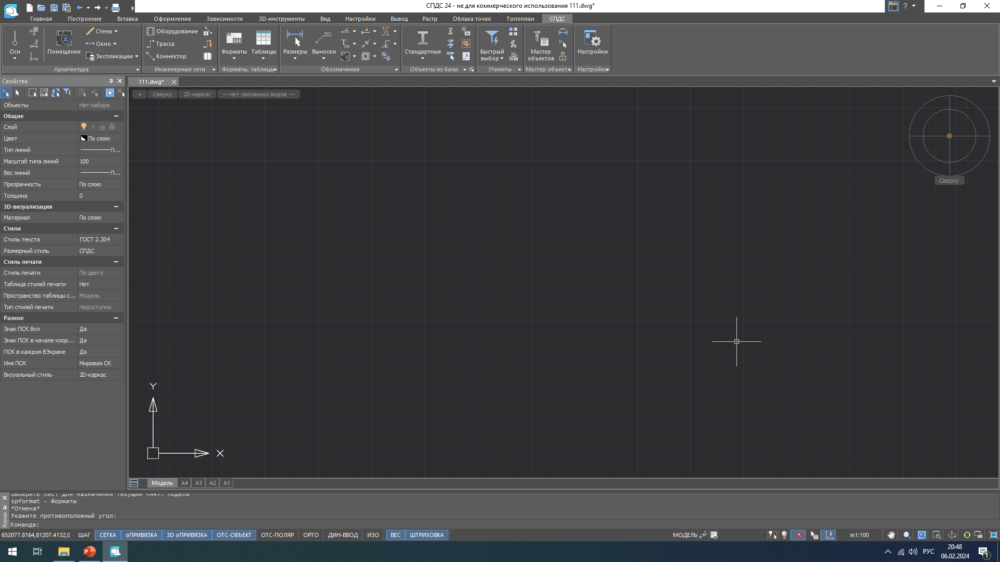 СПДС 24 - не для коммерческого использования 111.dwg*
Главная Построение Вставка Оформление Зависимости 3D-инструменты Вид Настройки Вывод Растр Облака точек Топоплан СПДС
Оси
Помещение
Стена
Окно
Экспликации
Архитектура
Оборудование
Трасса
Коннектор
Инженерные сети
Форматы
Таблицы
Форматы, таблицы
Размеры
Выноски
Обозначения
Стандартные
Объекты из базы
Быстрый
выбор
Утилиты
Мастер
объектов
Мастер объект...
Настройки
Настройки
Свойства
111.dwg*
+ Сверху 2D-каркас --- нет связанных видов ---
Объекты Нет набора
Общие
Слой
Цвет По слою
Тип линий П...
Масштаб типа линий 100
Вес линий П...
Прозрачность По слою
Толщина 0
3D-визуализация
Материал По слою
Стили
Стиль текста ГОСТ 2.304
Размерный стиль СПДС
Стиль печати
Стиль печати По цвету
Таблица стилей печати Нет
Пространство таблицы с... Модель
Тип стилей печати Недоступно
Разное
Знак ПСК Вкл Да
Знак ПСК в начале коор... Да
ПСК в каждом ВЭкране Да
Имя ПСК Мировая СК
Визуальный стиль 2D-каркас
Сверху
Y
X
Модель A4 A3 A2 A1
Выберите лист для назначения текущим <A4>: Модель
spformat - Форматы
*Отмена*
Укажите противоположный угол:
Команда:
652077.8164,81207.4132,0 ШАГ СЕТКА оПРИВЯЗКА 3D оПРИВЯЗКА ОТС-ОБЪЕКТ ОТС-ПОЛЯР ОРТО ДИН-ВВОД ИЗО ВЕС ШТРИХОВКА МОДЕЛЬ m1:100
РУС
20:48
06.02.2024
1